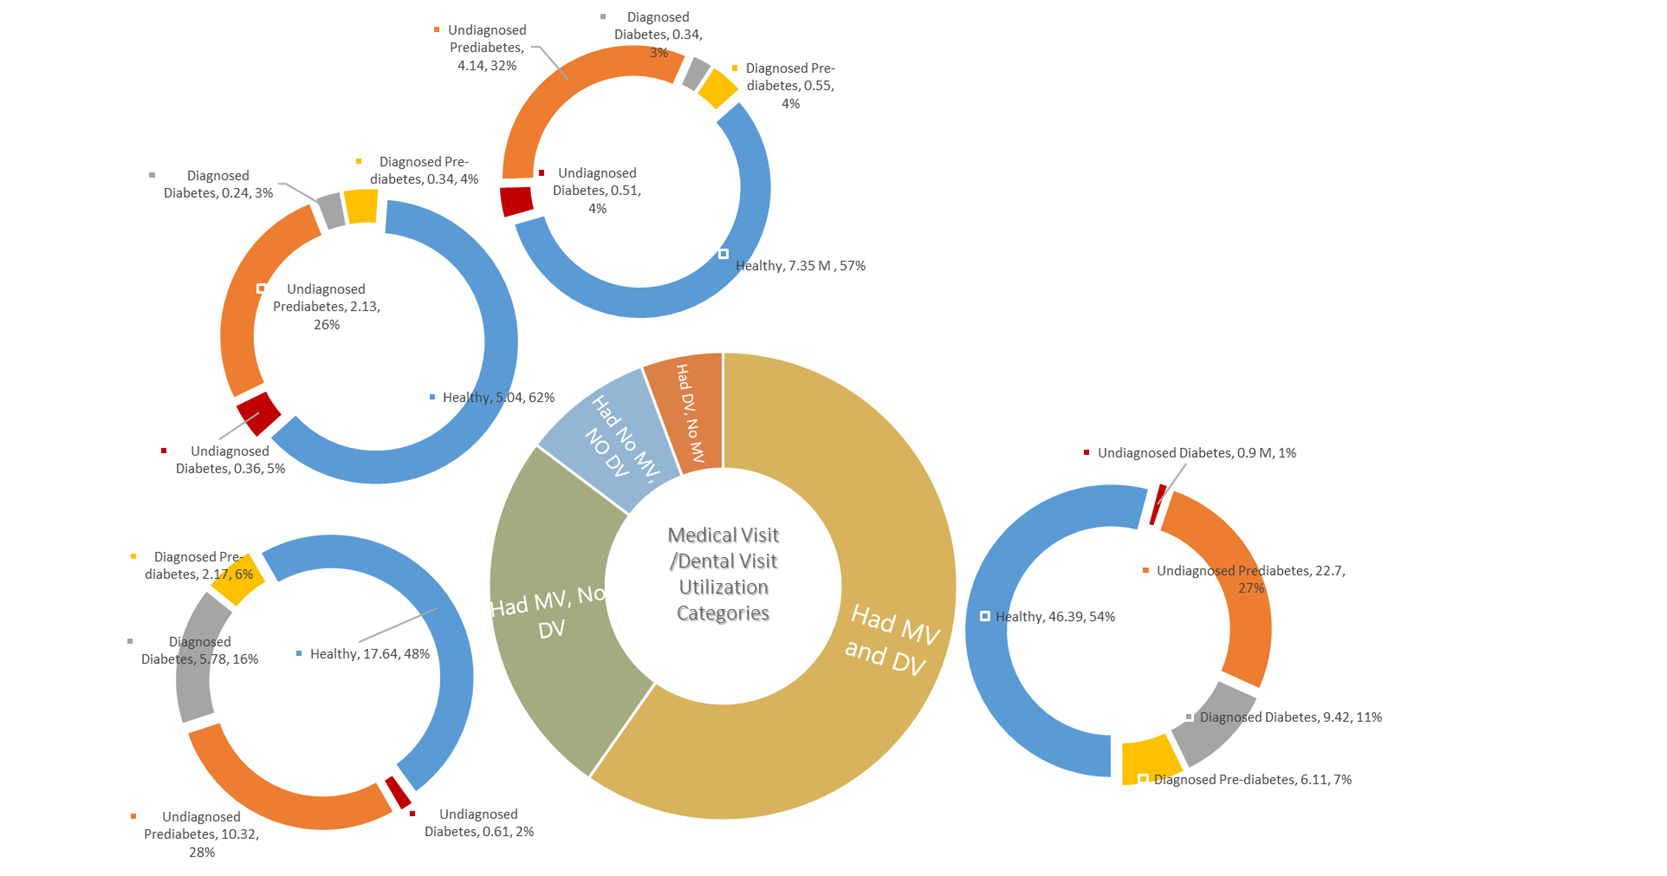 Diagnosed
Diabetes, 0.34,
3%
Undiagnosed
Prediabetes,
4.14, 32%
Diagnosed Pre-
diabetes, 0.55,
4%
Undiagnosed
Diabetes, 0.51,
4%
Healthy, 7.35 M , 57%
Diagnosed Pre-
diabetes, 0.34, 4%
Diagnosed
Diabetes, 0.24, 3%
Undiagnosed
Prediabetes, 2.13,
26%
Healthy, 5.04, 62%
Undiagnosed
Diabetes, 0.36, 5%
Had DV, No MV
Had No MV,
NO DV
Had MV, No
DV
Had MV
and DV
Medical Visit
/Dental Visit
Utilization
Categories
Undiagnosed Diabetes, 0.9 M, 1%
Undiagnosed Prediabetes, 22.7,
27%
Healthy, 46.39, 54%
Diagnosed Diabetes, 9.42, 11%
Diagnosed Pre-diabetes, 6.11, 7%
Diagnosed Pre-
diabetes, 2.17, 6%
Diagnosed
Diabetes, 5.78, 16%
Healthy, 17.64, 48%
Undiagnosed
Prediabetes, 10.32,
28%
Undiagnosed
Diabetes, 0.61, 2%